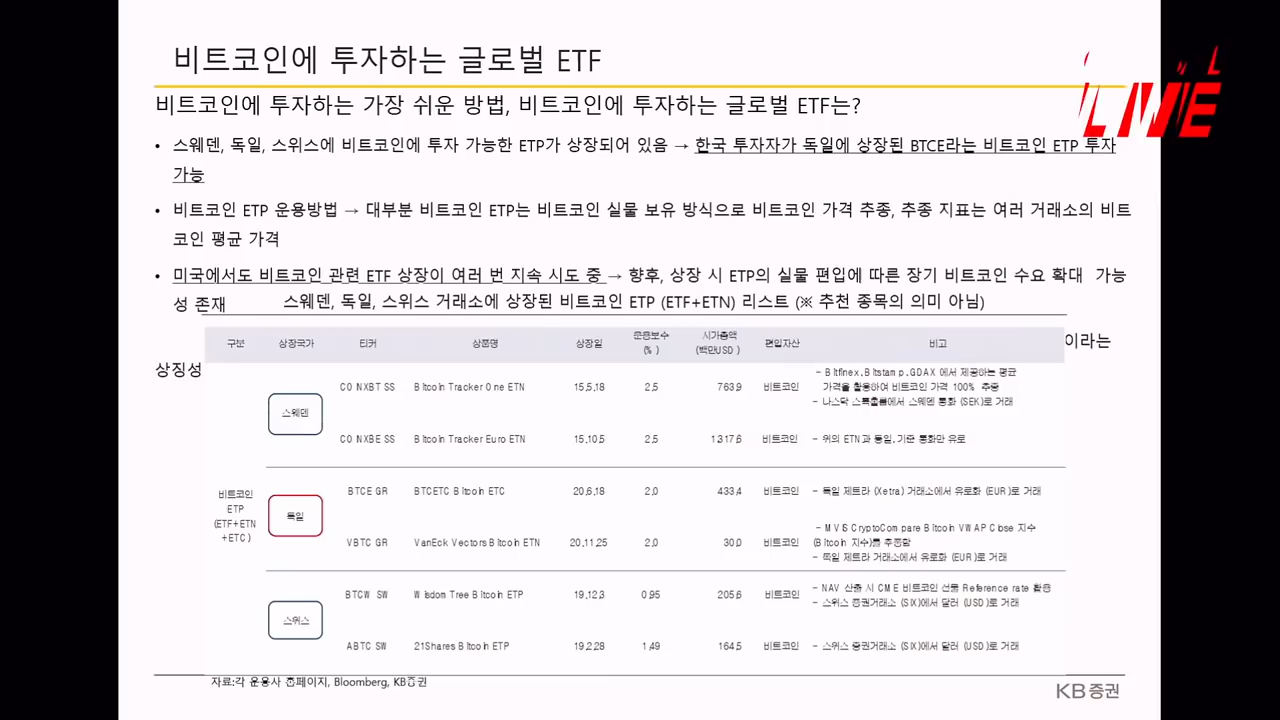 비트코인에 투자하는 글로벌 ETF
LIVE
비트코인에 투자하는 가장 쉬운 방법, 비트코인에 투자하는 글로벌 ETF는?
• 스웨덴, 독일, 스위스에 비트코인에 투자 가능한 ETP가 상장되어 있음 → 한국 투자자가 독일에 상장된 BTCE라는 비트코인 ETP 투자
가능
• 비트코인 ETP 운용방법 → 대부분 비트코인 ETP는 비트코인 실물 보유 방식으로 비트코인 가격 추종, 추종 지표는 여러 거래소의 비트
코인 평균 가격
• 미국에서도 비트코인 관련 ETF 상장이 여러 번 지속 시도 중 → 향후, 상장 시 ETP의 실물 편입에 따른 장기 비트코인 수요 확대 가능
성 존재
스웨덴, 독일, 스위스 거래소에 상장된 비트코인 ETP (ETF+ETN) 리스트 (※ 추천 종목의 의미 아님)
이라는
상징성
구분 상장국가 티커 상품명 상장일 운용보수 (%) 시가총액 (백만USD) 편입자산 비고
비트코인
ETP
(ETF+ETN
+ETC)
스웨덴
CO NXBT SS Bitcoin Tracker One ETN 15.5.18 2.5 763.9 비트코인
- Bitfinex.Bitstamp.GDAX 에서 제공하는 평균
가격을 활용하여 비트코인 가격 100% 추종
- 나스닥 스톡홀름에서 스웨덴 통화 (SEK)로 거래
CO NXBE SS Bitcoin Tracker Euro ETN 15.10.5 2.5 1,317.6 비트코인 - 위의 ETN과 동일.기준 통화만 유로
독일
BTCE GR BTCETC Bitcoin ETC 20.6.18 2.0 433.4 비트코인 - 독일 제트라 (Xetra) 거래소에서 유로화 (EUR)로 거래
VBTC GR VanEck Vectors Bitcoin ETN 20.11.25 2.0 30.0 비트코인
- MVIS CryptoCompare Bitcoin VWAP Close 지수
(Bitcoin 지수)를 추종함
- 독일 제트라 거래소에서 유로화 (EUR)로 거래
스위스
BTCW SW Wisdom Tree Bitcoin ETP 19.12.3 0.95 205.6 비트코인
- NAV 산출 시 CME 비트코인 선물 Reference rate 활용
- 스위스 증권거래소 (SIX)에서 달러 (USD)로 거래
ABTC SW 21Shares Bitcoin ETP 19.2.28 1.49 164.5 비트코인 - 스위스 증권거래소 (SIX)에서 달러 (USD)로 거래
자료:각 운용사 홈페이지, Bloomberg, KB증권
KB증권